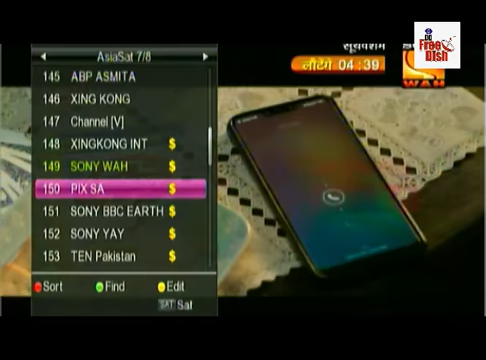 AsiaSat 7/8
145 ABP ASMITA
146 XING KONG
147 Channel [V]
148 XINGKONG INT $
149 SONY WAH $
150 PIX SA $
151 SONY BBC EARTH $
152 SONY YAY $
153 TEN Pakistan $
Sort Find Edit
SAT Sat
सूर्यवंशम
लौटेंगे 04:39
WAH
DD
Free
Dish